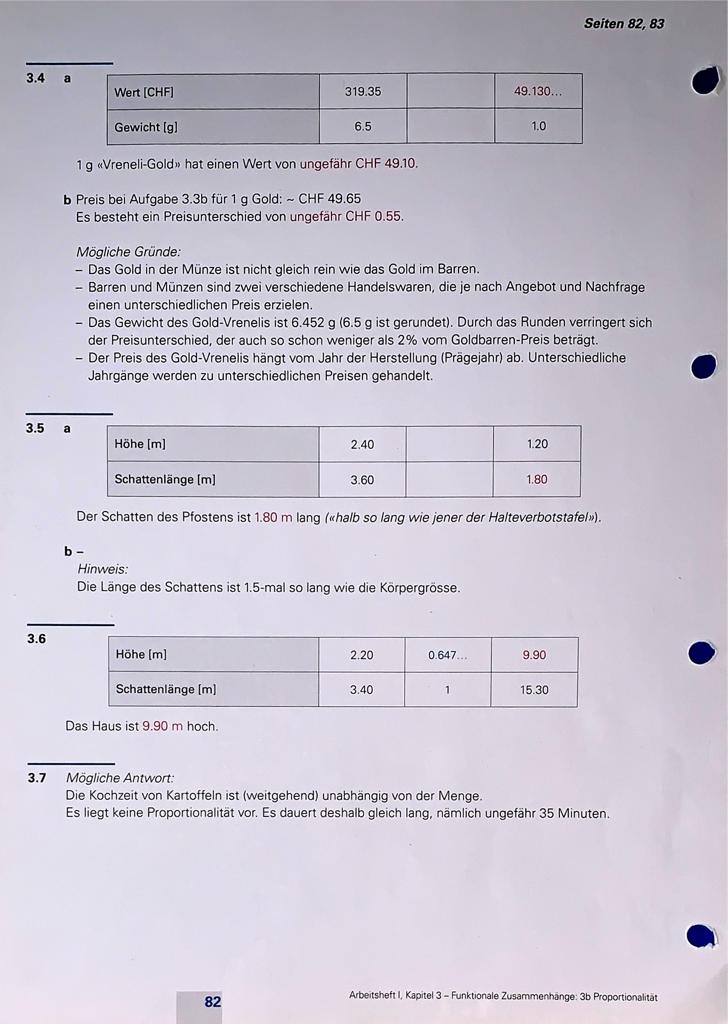 Seiten 82, 83
3.4 a
Wert [CHF] 319.35 49.130...
Gewicht [g] 6.5 1.0
1 g «Vreneli-Gold» hat einen Wert von ungefähr CHF 49.10.
b Preis bei Aufgabe 3.3b für 1 g Gold: ~ CHF 49.65
Es besteht ein Preisunterschied von ungefähr CHF 0.55.
Mögliche Gründe:
– Das Gold in der Münze ist nicht gleich rein wie das Gold im Barren.
– Barren und Münzen sind zwei verschiedene Handelswaren, die je nach Angebot und Nachfrage
einen unterschiedlichen Preis erzielen.
– Das Gewicht des Gold-Vrenelis ist 6.452 g (6.5 g ist gerundet). Durch das Runden verringert sich
der Preisunterschied, der auch so schon weniger als 2% vom Goldbarren-Preis beträgt.
– Der Preis des Gold-Vrenelis hängt vom Jahr der Herstellung (Prägejahr) ab. Unterschiedliche
Jahrgänge werden zu unterschiedlichen Preisen gehandelt.
3.5 a
Höhe [m] 2.40 1.20
Schattenlänge [m] 3.60 1.80
Der Schatten des Pfostens ist 1.80 m lang («halb so lang wie jener der Halteverbotstafel»).
b –
Hinweis:
Die Länge des Schattens ist 1.5-mal so lang wie die Körpergrösse.
3.6
Höhe [m] 2.20 0.647... 9.90
Schattenlänge [m] 3.40 1 15.30
Das Haus ist 9.90 m hoch.
3.7 Mögliche Antwort:
Die Kochzeit von Kartoffeln ist (weitgehend) unabhängig von der Menge.
Es liegt keine Proportionalität vor. Es dauert deshalb gleich lang, nämlich ungefähr 35 Minuten.
82
Arbeitsheft I, Kapitel 3 – Funktionale Zusammenhänge: 3b Proportionalität